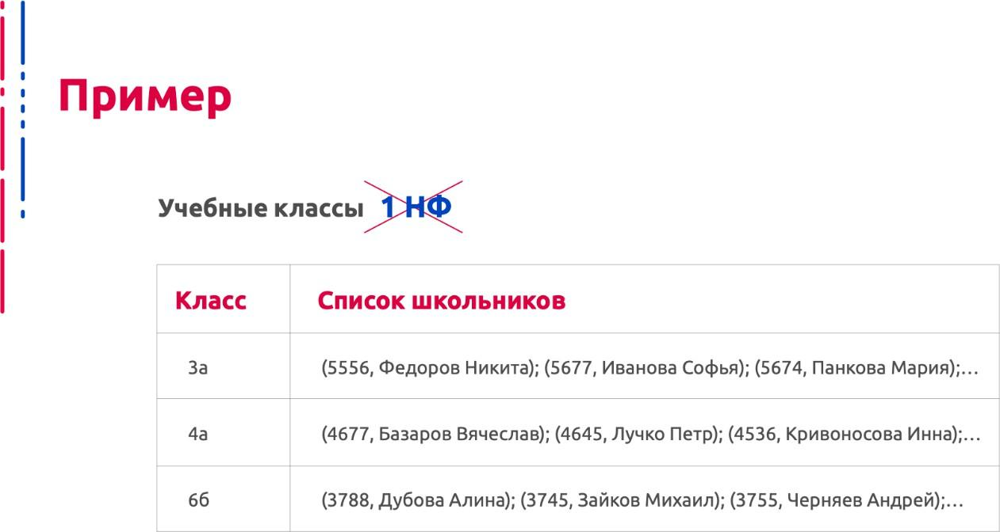 Пример
Учебные классы 1 НФ
Класс Список школьников
3а (5556, Федоров Никита); (5677, Иванова Софья); (5674, Панкова Мария);...
4а (4677, Базаров Вячеслав); (4645, Лучко Петр); (4536, Кривоносова Инна);...
6б (3788, Дубова Алина); (3745, Зайков Михаил); (3755, Черняев Андрей);...